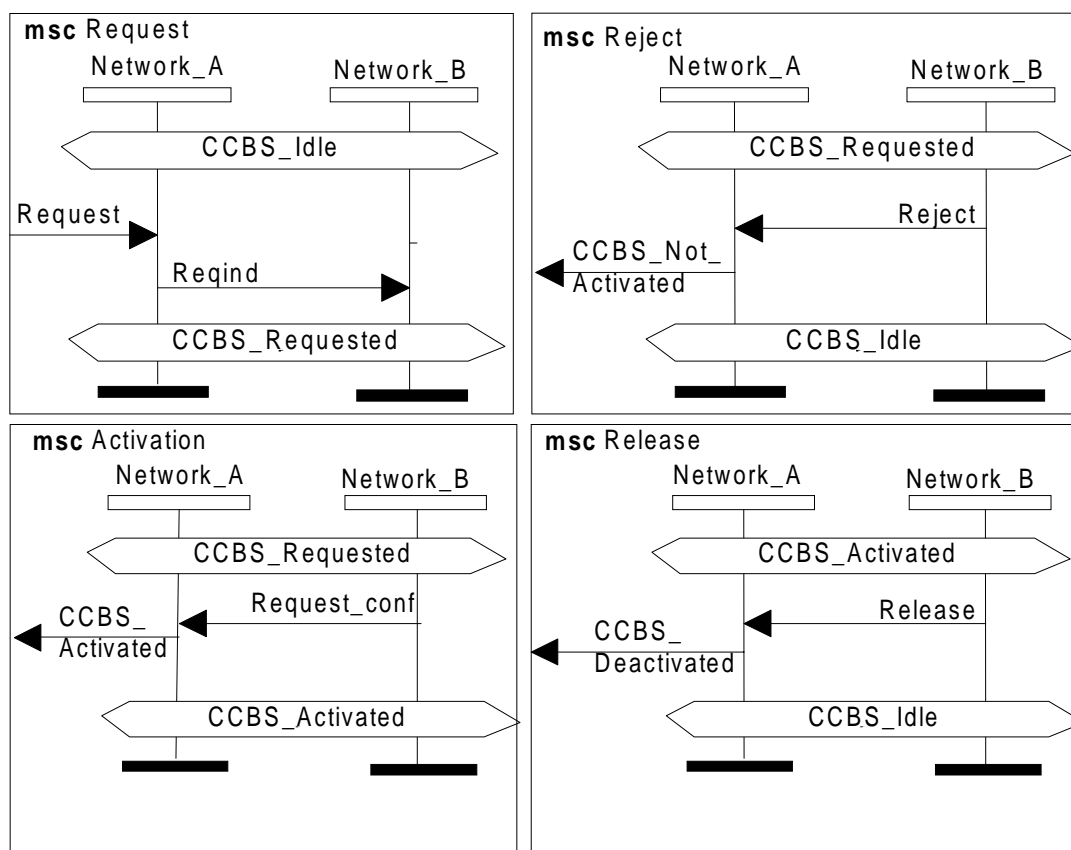 msc Request
Network_A
Network_B
CCBS_Idle
Request
Reqind
CCBS_Requested
msc Reject
Network_A
Network_B
CCBS_Requested
Reject
CCBS_Not_
Activated
CCBS_Idle
msc Activation
Network_A
Network_B
CCBS_Requested
Request_conf
CCBS_
Activated
CCBS_Activated
msc Release
Network_A
Network_B
CCBS_Activated
Release
CCBS_
Deactivated
CCBS_Idle